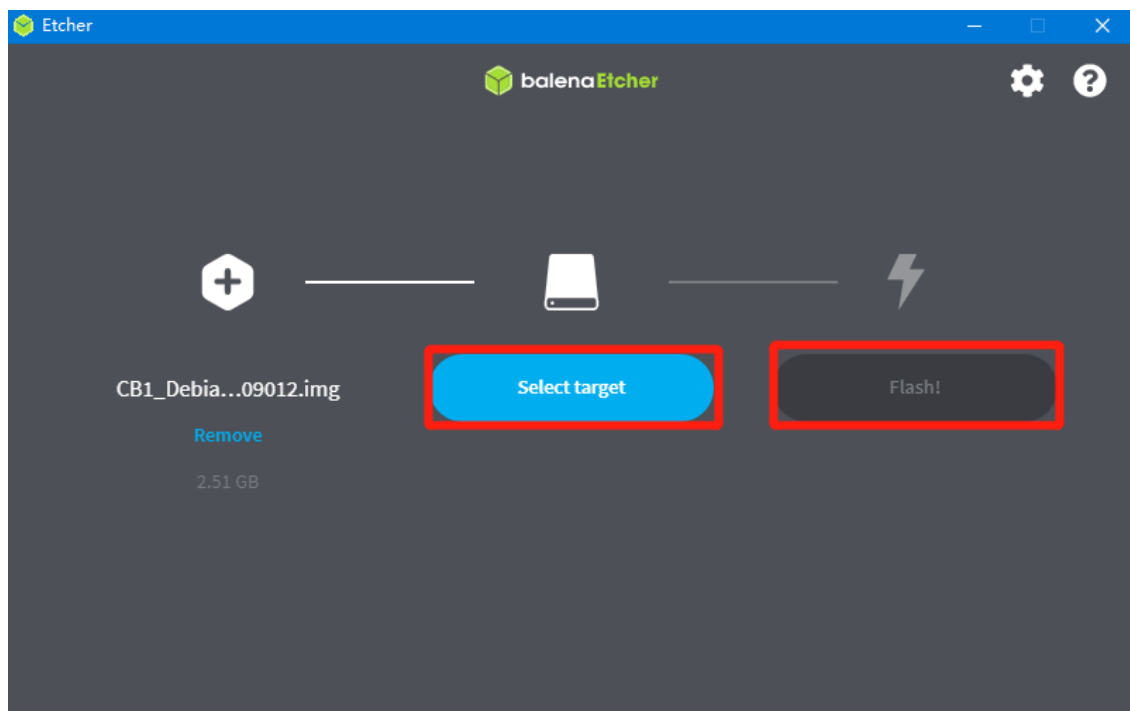 Etcher
balenaEtcher
CB1_Debia...09012.img
Remove
2.51 GB
Select target
Flash!